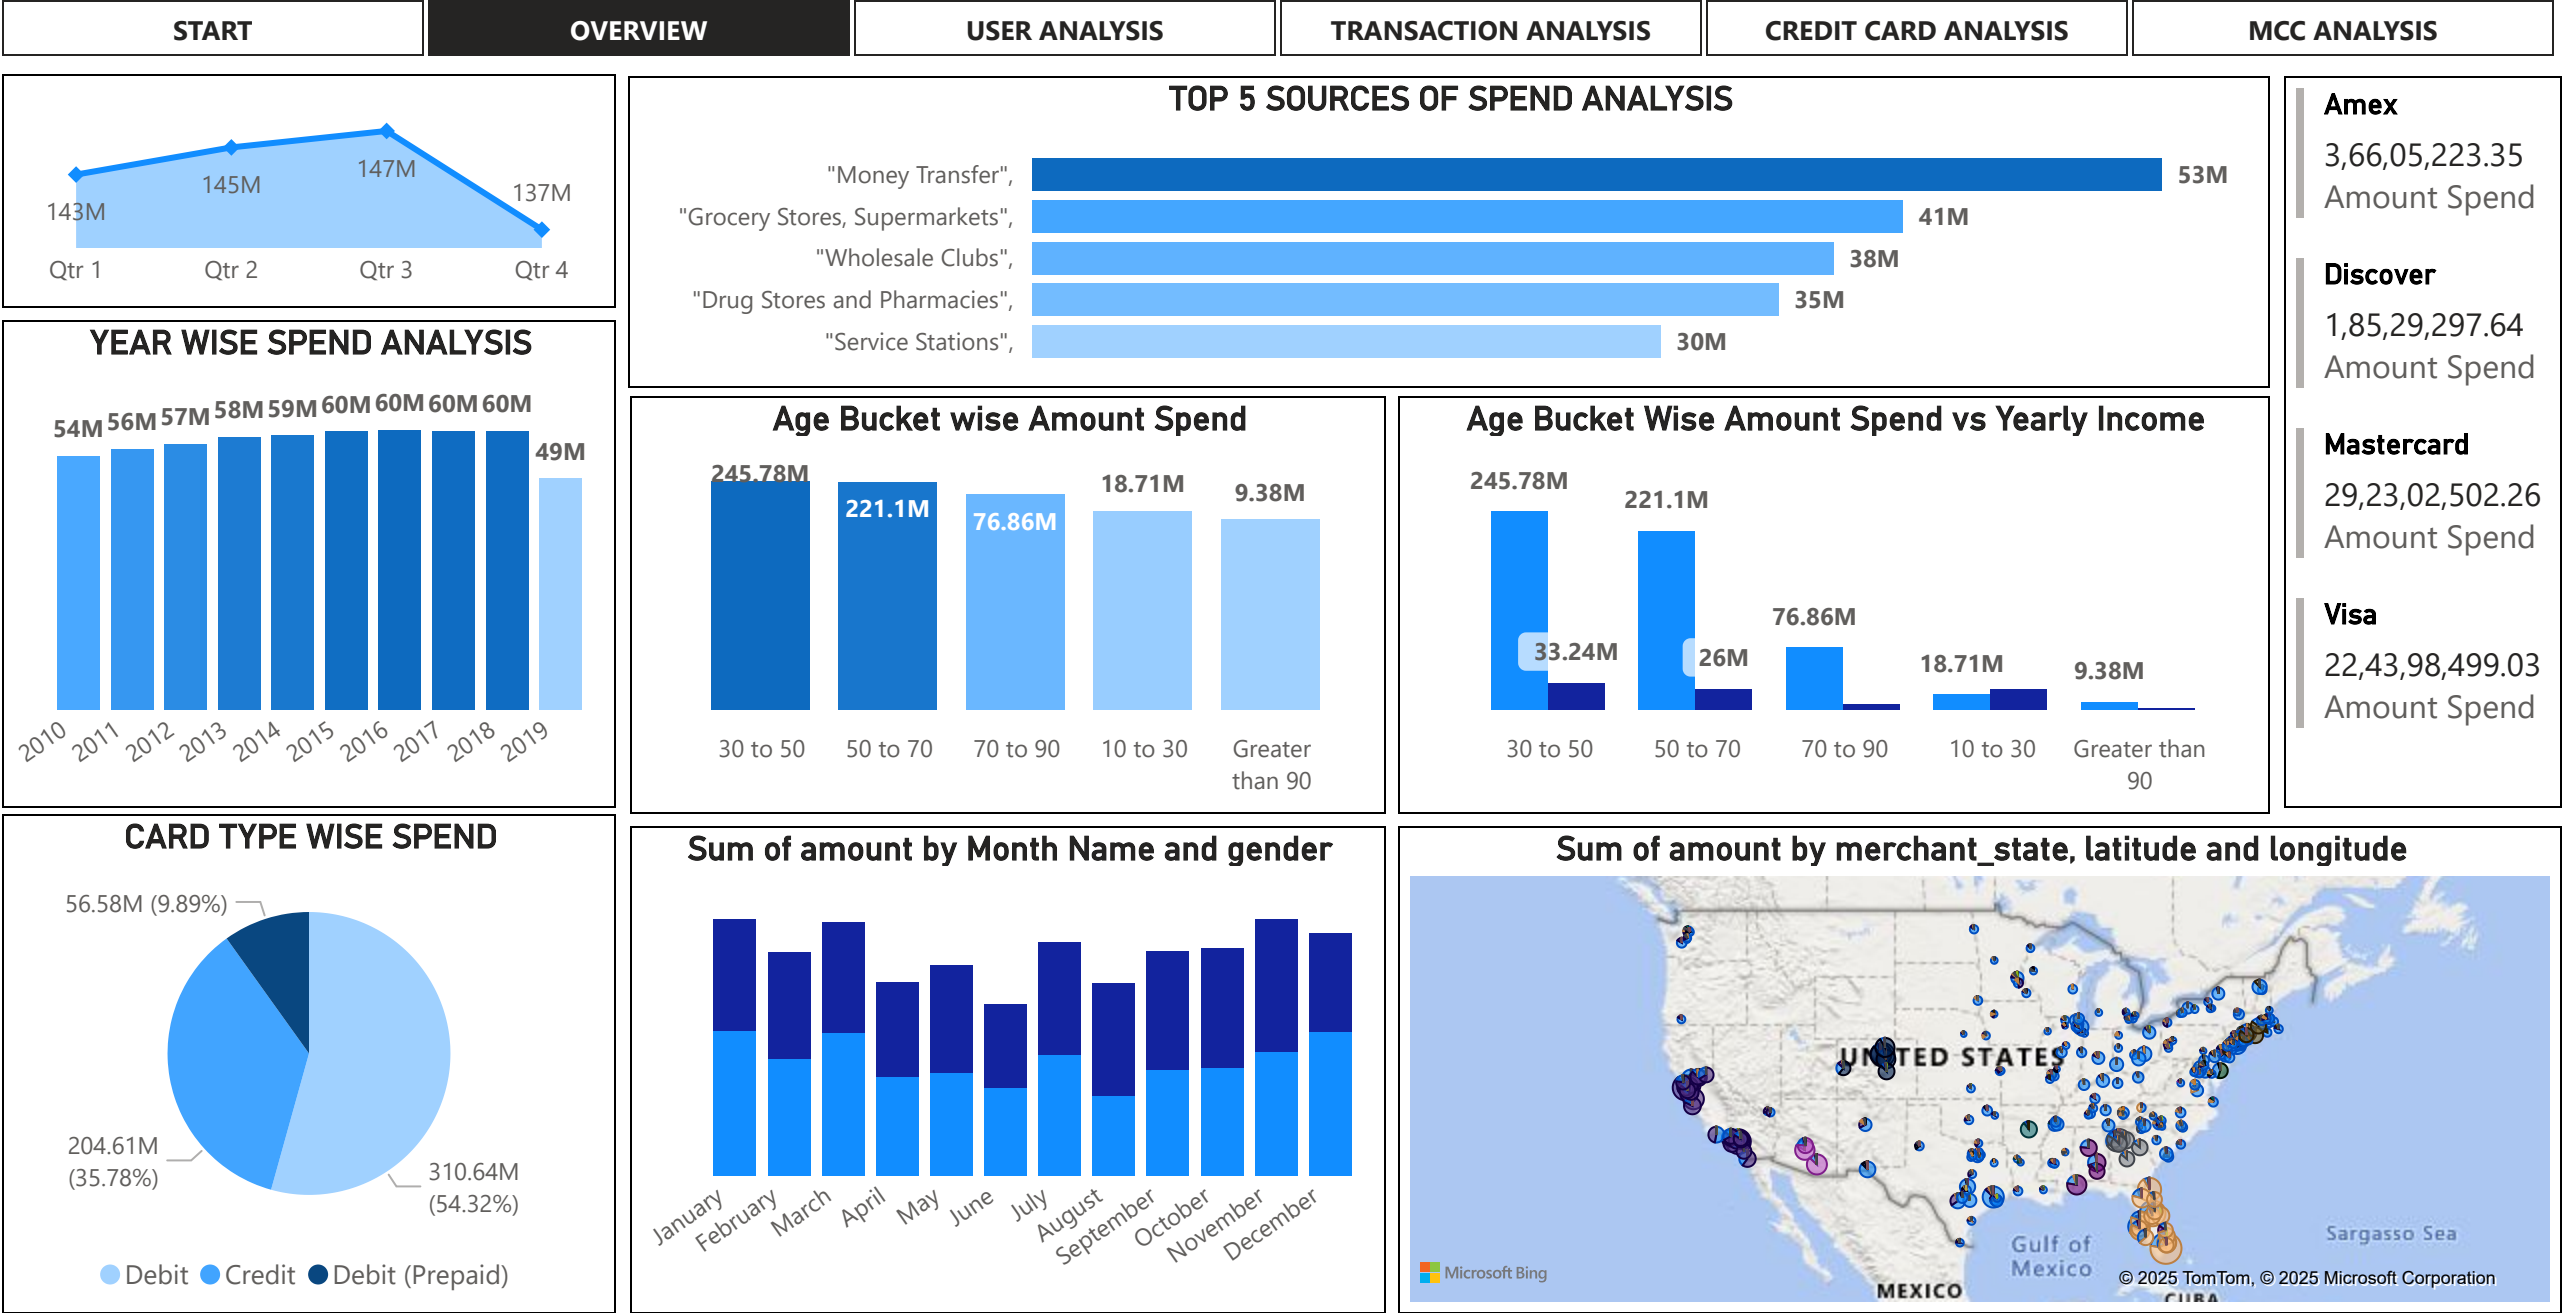 START
OVERVIEW
USER ANALYSIS
TRANSACTION ANALYSIS
CREDIT CARD ANALYSIS
MCC ANALYSIS
143M
145M
147M
137M
Qtr 1
Qtr 2
Qtr 3
Qtr 4
TOP 5 SOURCES OF SPEND ANALYSIS
"Money Transfer",
53M
"Grocery Stores, Supermarkets",
41M
"Wholesale Clubs",
38M
"Drug Stores and Pharmacies",
35M
"Service Stations",
30M
Amex
3,66,05,223.35
Amount Spend
Discover
1,85,29,297.64
Amount Spend
Mastercard
29,23,02,502.26
Amount Spend
Visa
22,43,98,499.03
Amount Spend
YEAR WISE SPEND ANALYSIS
54M
56M
57M
58M
59M
60M
60M
60M
60M
49M
2010
2011
2012
2013
2014
2015
2016
2017
2018
2019
Age Bucket wise Amount Spend
245.78M
221.1M
76.86M
18.71M
9.38M
30 to 50
50 to 70
70 to 90
10 to 30
Greater
than 90
Age Bucket Wise Amount Spend vs Yearly Income
245.78M
33.24M
221.1M
26M
76.86M
18.71M
9.38M
30 to 50
50 to 70
70 to 90
10 to 30
Greater than
90
CARD TYPE WISE SPEND
56.58M (9.89%)
204.61M
(35.78%)
310.64M
(54.32%)
Debit
Credit
Debit (Prepaid)
Sum of amount by Month Name and gender
January
February
March
April
May
June
July
August
September
October
November
December
Sum of amount by merchant_state, latitude and longitude
UNITED STATES
Gulf of
Mexico
Sargasso Sea
MEXICO
CUBA
Microsoft Bing
© 2025 TomTom, © 2025 Microsoft Corporation